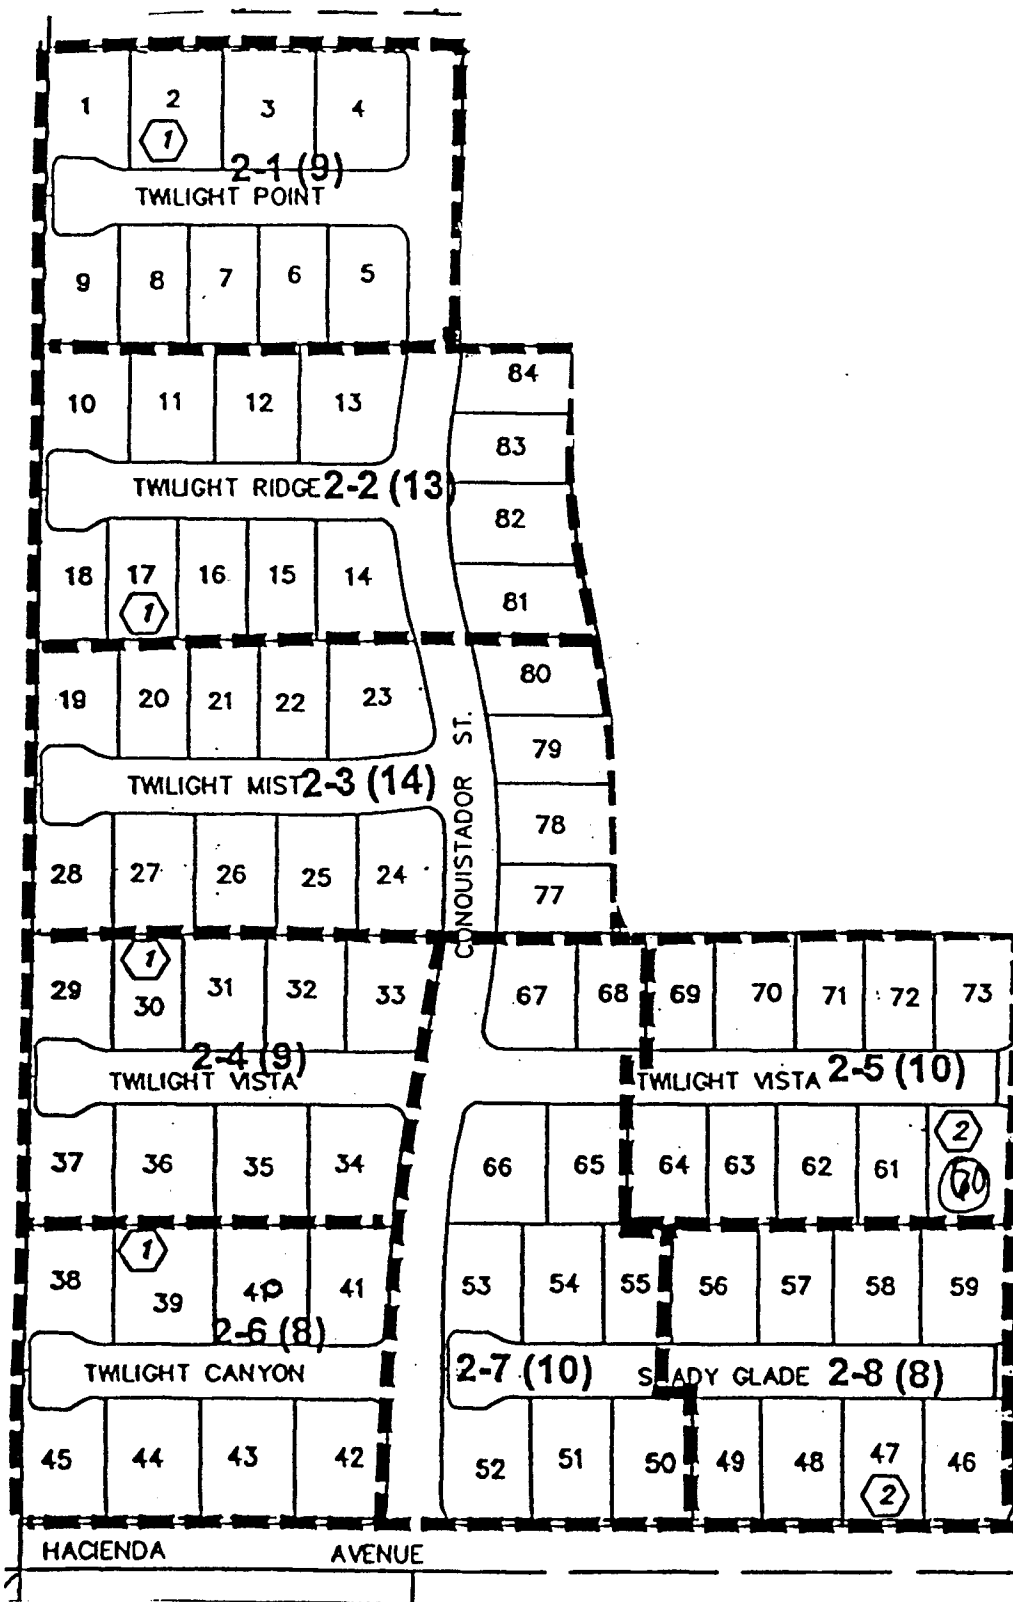 1 2 3 4
1
2-1 (9)
TWILIGHT POINT
9 8 7 6 5
84
10 11 12 13
83
TWILIGHT RIDGE 2-2 (13)
82
18 17 16 15 14
1
81
80
19 20 21 22 23
CONQUISTADOR ST.
79
TWILIGHT MIST 2-3 (14)
78
28 27 26 25 24
77
1
29 30 31 32 33 67 68 69 70 71 72 73
2-4 (9)
TWILIGHT VISTA
TWILIGHT VISTA 2-5 (10)
2
37 36 35 34 66 65 64 63 62 61 60
1
38 39 40 41 53 54 55 56 57 58 59
2-6 (8)
TWILIGHT CANYON
2-7 (10)
GLADE 2-8 (8)
45 44 43 42 52 51 50 49 48 47 46
2
HACIENDA AVENUE